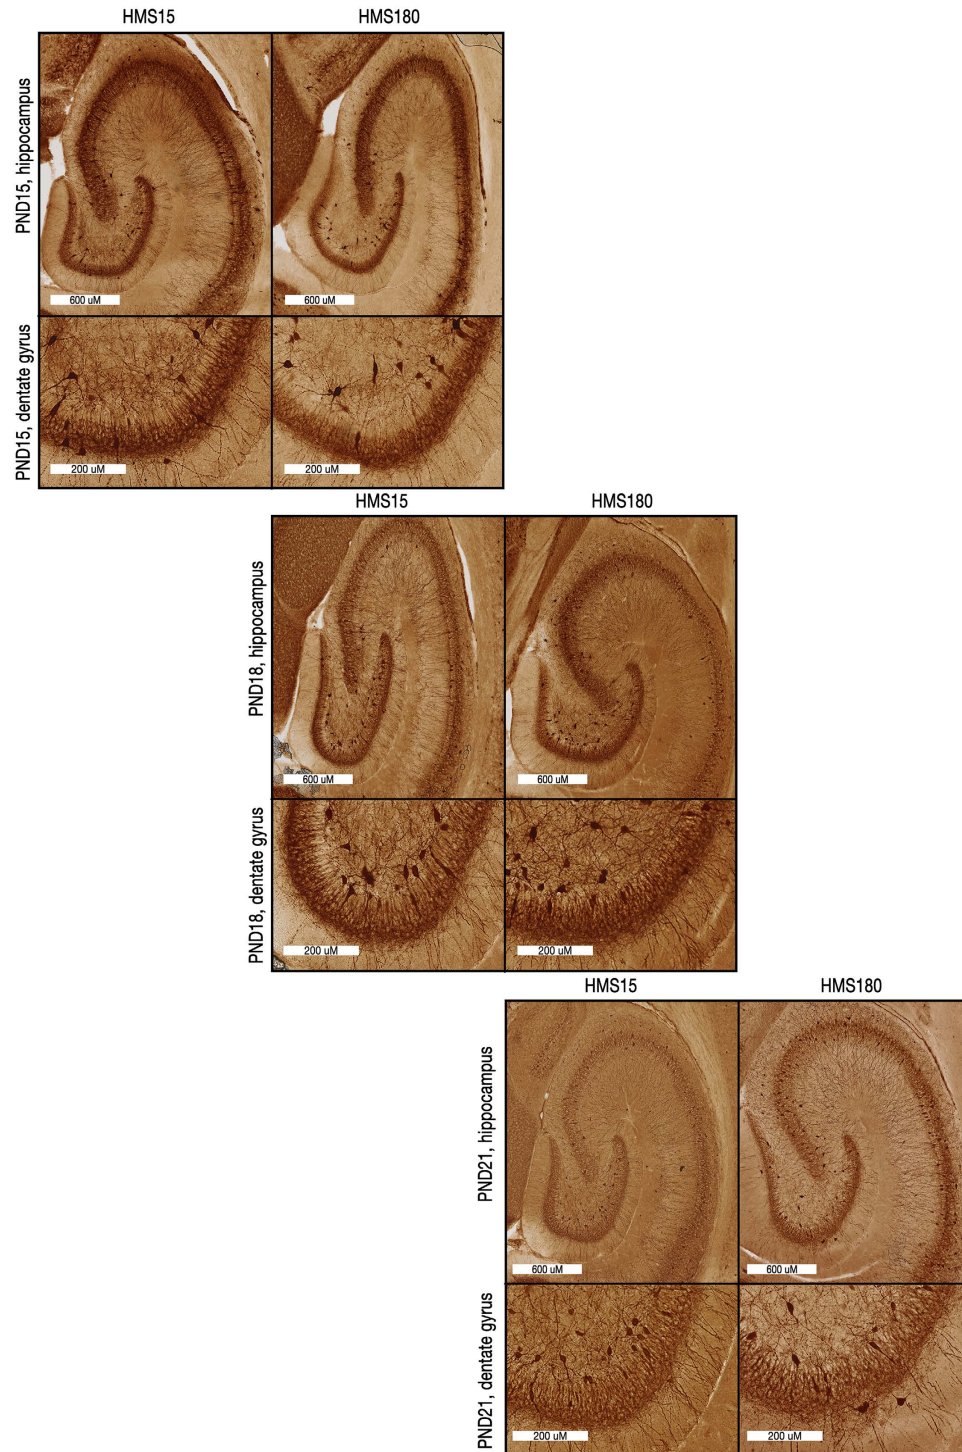 HMS15
HMS180
PND15, hippocampus
600 uM
600 uM
PND15, dentate gyrus
200 uM
200 uM
HMS15
HMS180
PND18, hippocampus
600 uM
600 uM
PND18, dentate gyrus
200 uM
200 uM
HMS15
HMS180
PND21, hippocampus
600 uM
600 uM
PND21, dentate gyrus
200 uM
200 uM